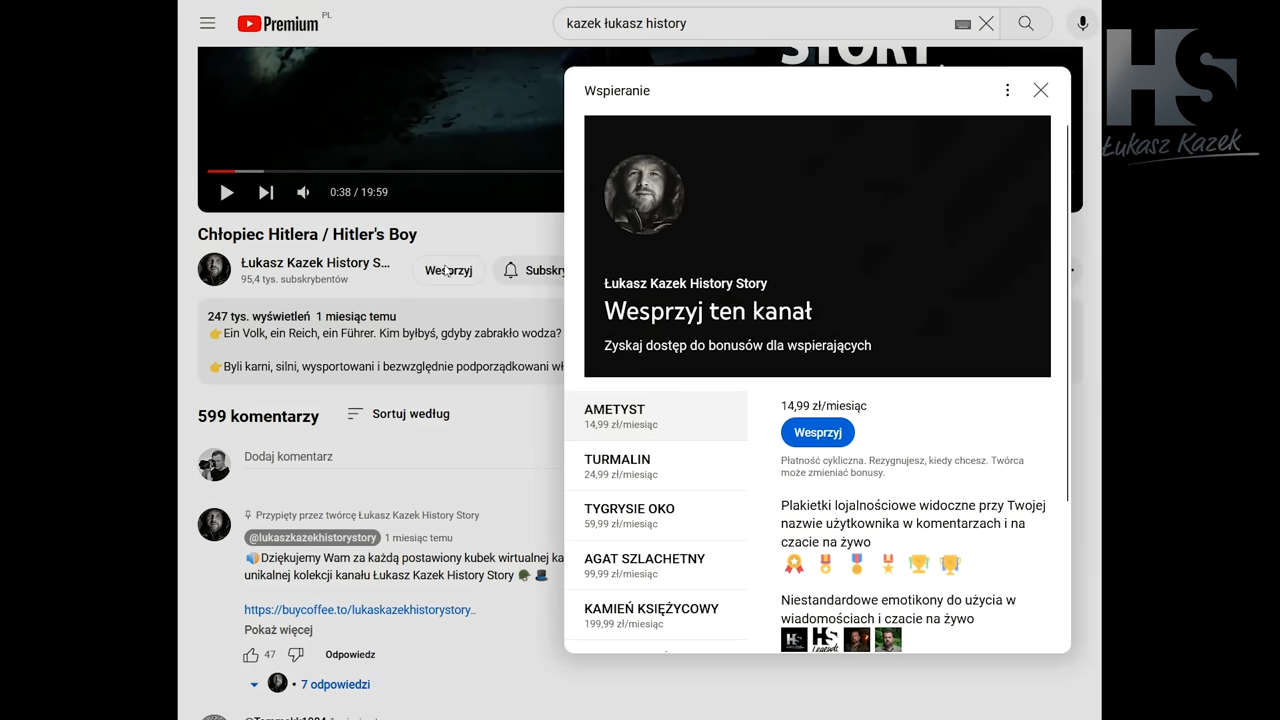 Premium PL
kazek łukasz history
STORY.
HS
Łukasz Kazek
Wspieranie
0:38 / 19:59
Łukasz Kazek History Story
Wesprzyj ten kanał
Zyskaj dostęp do bonusów dla wspierających
Chłopiec Hitlera / Hitler's Boy
Łukasz Kazek History S...
95,4 tys. subskrybentów
Wesprzyj
Subskry
247 tys. wyświetleń 1 miesiąc temu
👉Ein Volk, ein Reich, ein Führer. Kim byłbyś, gdyby zabrakło wodza?
👉Byli karni, silni, wysportowani i bezwzględnie podporządkowani wł
599 komentarzy
Sortuj według
Dodaj komentarz
Przypięty przez twórcę Łukasz Kazek History Story
@lukaszkazekhistorystory 1 miesiąc temu
Dziękujemy Wam za każdą postawiony kubek wirtualnej ka
unikalnej kolekcji kanału Łukasz Kazek History Story
https://buycoffee.to/lukaskazekhistorystory...
Pokaż więcej
47
Odpowiedz
7 odpowiedzi
AMETYST
14,99 zł/miesiąc
TURMALIN
24,99 zł/miesiąc
TYGRYSIE OKO
59,99 zł/miesiąc
AGAT SZLACHETNY
99,99 zł/miesiąc
KAMIEŃ KSIĘŻYCOWY
199,99 zł/miesiąc
14,99 zł/miesiąc
Wesprzyj
Płatność cykliczna. Rezygnujesz, kiedy chcesz. Twórca
może zmieniać bonusy.
Plakietki lojalnościowe widoczne przy Twojej
nazwie użytkownika w komentarzach i na
czacie na żywo
Niestandardowe emotikony do użycia w
wiadomościach i czacie na żywo
HS
HS